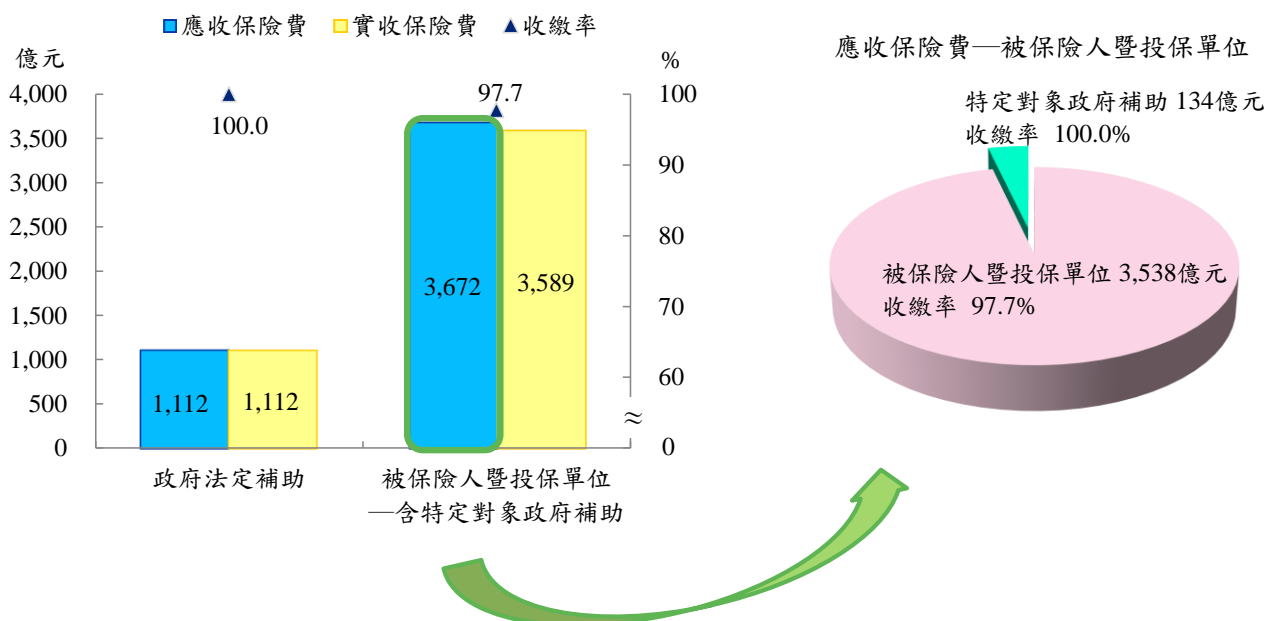 應收保險費 實收保險費 收繳率
億元
%
4,000
3,500
3,000
2,500
2,000
1,500
1,000
500
0
100.0
97.7
1,112
1,112
3,672
3,589
100
90
80
70
60
≈
0
政府法定補助
被保險人暨投保單位
—含特定對象政府補助
應收保險費—被保險人暨投保單位
特定對象政府補助 134億元
收繳率 100.0%
被保險人暨投保單位 3,538億元
收繳率 97.7%